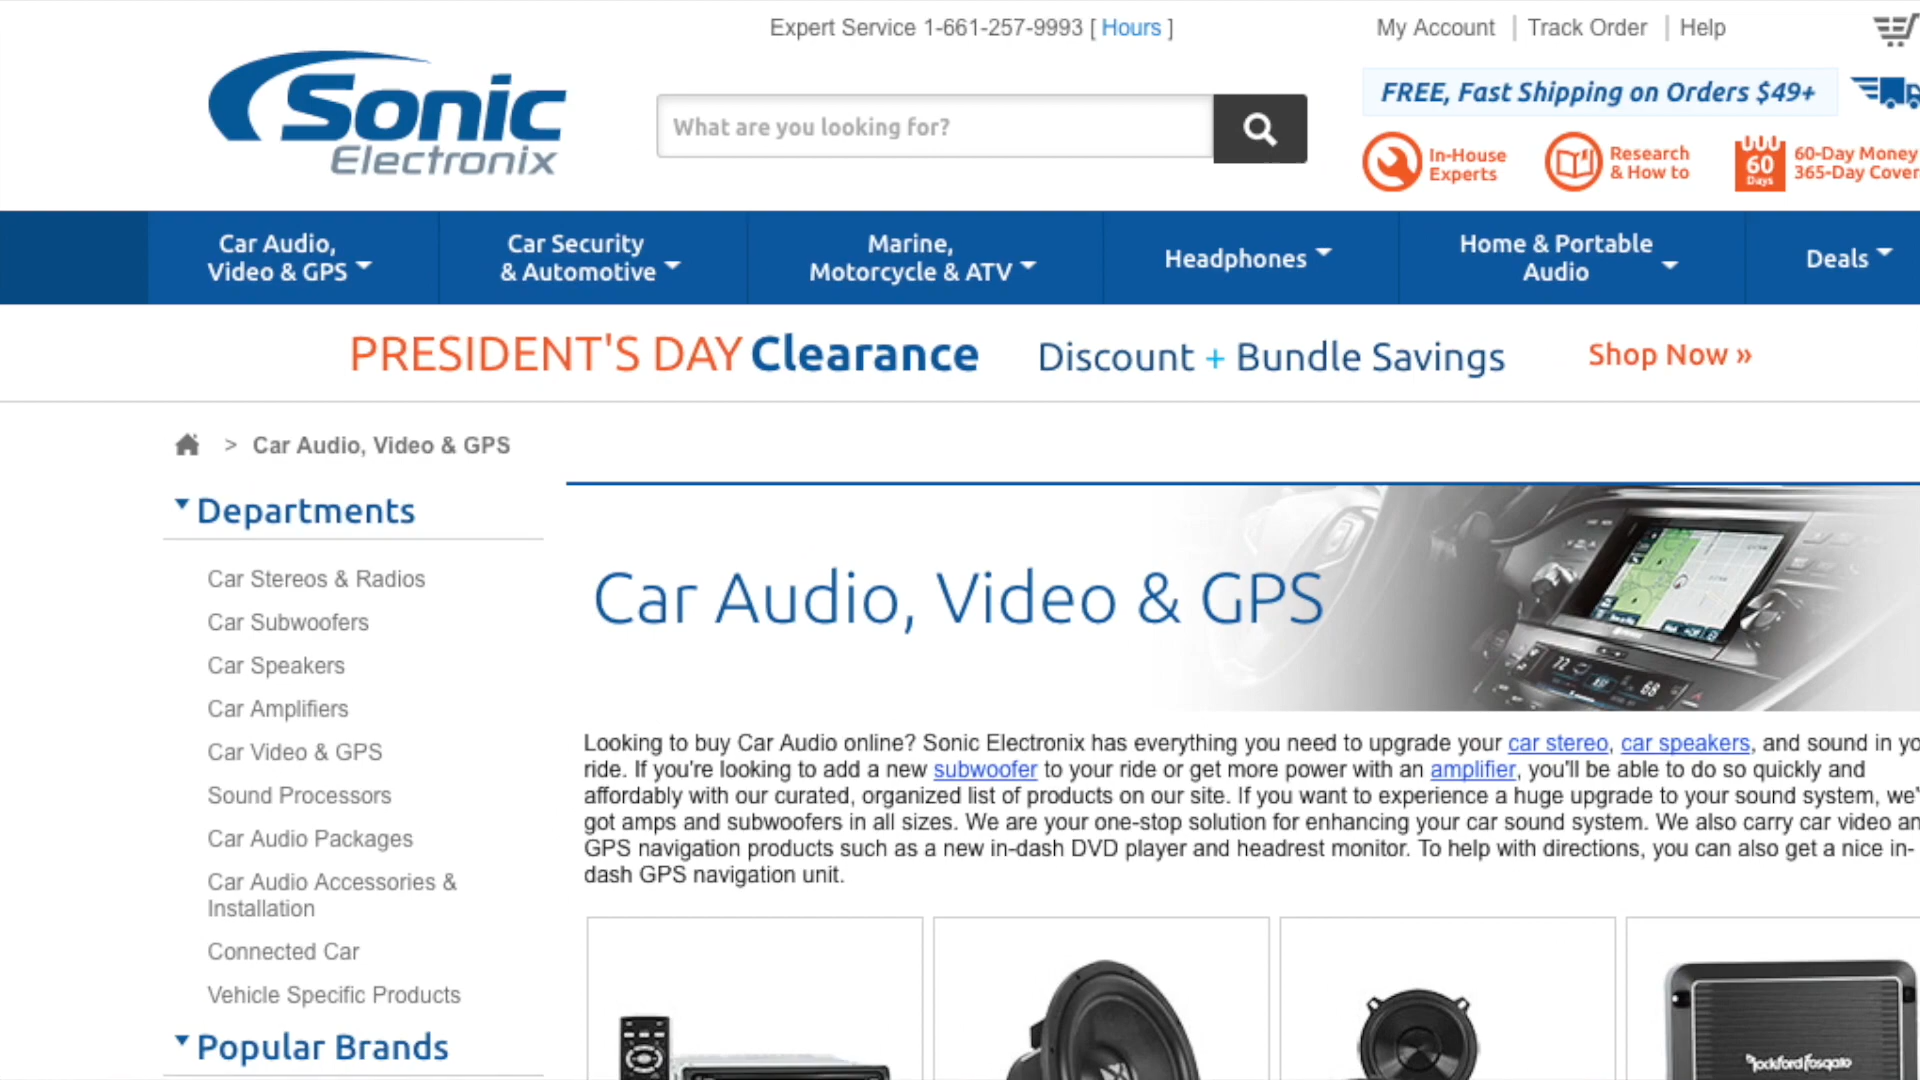 Expert Service 1-661-257-9993 [ Hours ]
My Account | Track Order | Help
Sonic
Electronix
What are you looking for?
FREE, Fast Shipping on Orders $49+
In-House
Experts
Research
& How to
60
Days
60-Day Money
365-Day Cover
Car Audio,
Video & GPS
Car Security
& Automotive
Marine,
Motorcycle & ATV
Headphones
Home & Portable
Audio
Deals
PRESIDENT'S DAY Clearance Discount + Bundle Savings Shop Now »
> Car Audio, Video & GPS
Departments
Car Stereos & Radios
Car Subwoofers
Car Speakers
Car Amplifiers
Car Video & GPS
Sound Processors
Car Audio Packages
Car Audio Accessories &
Installation
Connected Car
Vehicle Specific Products
Popular Brands
Car Audio, Video & GPS
72
68
Looking to buy Car Audio online? Sonic Electronix has everything you need to upgrade your car stereo, car speakers, and sound in yo
ride. If you're looking to add a new subwoofer to your ride or get more power with an amplifier, you'll be able to do so quickly and
affordably with our curated, organized list of products on our site. If you want to experience a huge upgrade to your sound system, we'
got amps and subwoofers in all sizes. We are your one-stop solution for enhancing your car sound system. We also carry car video an
GPS navigation products such as a new in-dash DVD player and headrest monitor. To help with directions, you can also get a nice in-
dash GPS navigation unit.
Rockford Fosgate